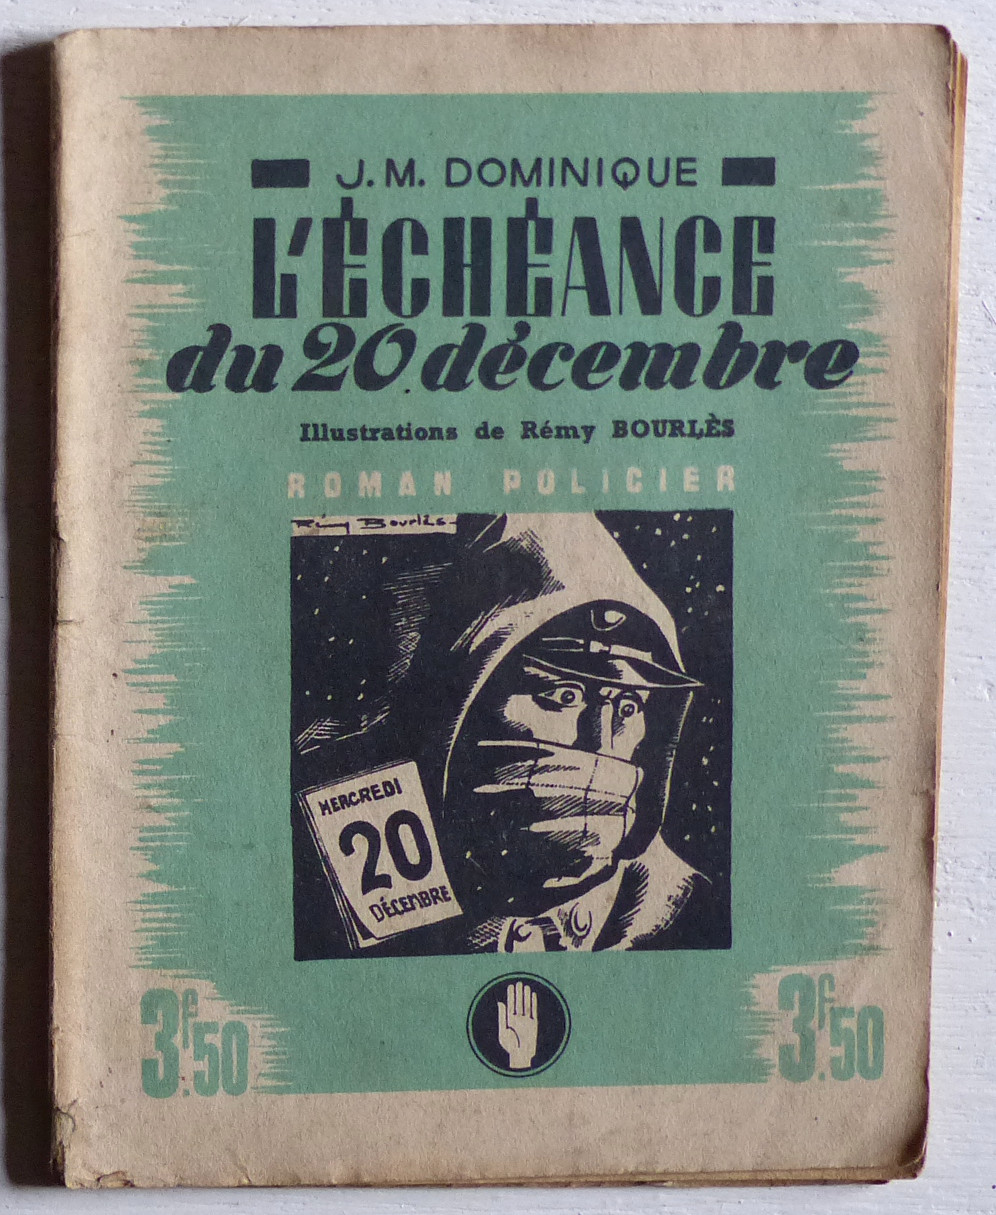 J. M. DOMINIQUE
L'ÉCHÉANCE
du 20 décembre
Illustrations de Rémy BOURLÈS
ROMAN POLICIER
Rémy Bourlès
MERCREDI
20
DÉCEMBRE
3f.50
3f.50